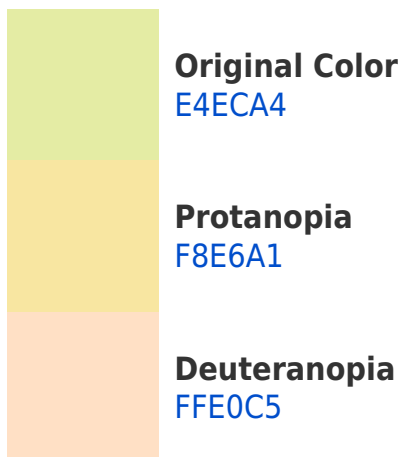 Original Color
E4ECA4
Protanopia
F8E6A1
Deuteranopia
FFE0C5